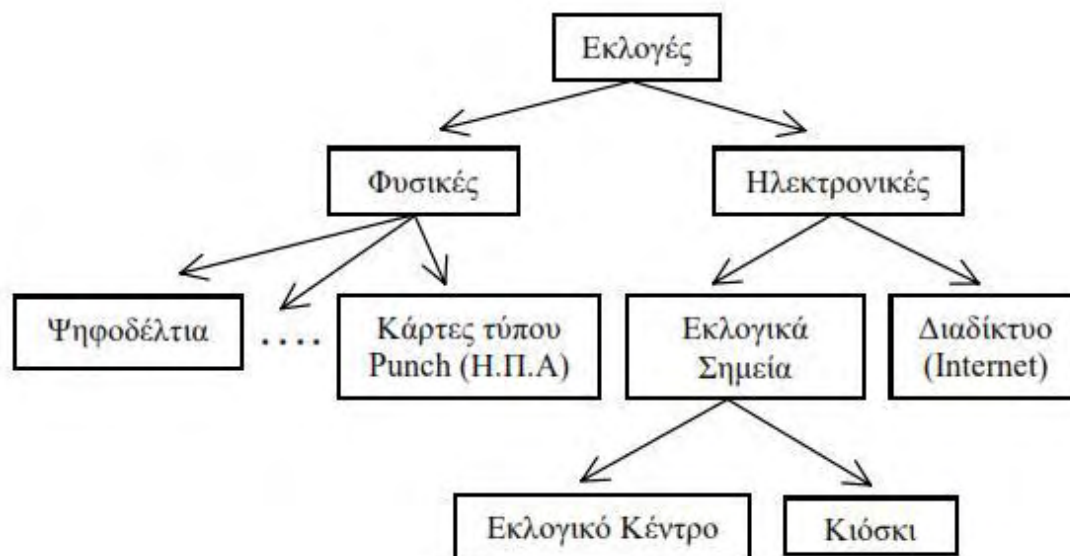 Εκλογές
Φυσικές
Ηλεκτρονικές
Ψηφοδέλτια
....
Κάρτες τύπου
Punch (Η.Π.Α)
Εκλογικά
Σημεία
Διαδίκτυο
(Internet)
Εκλογικό Κέντρο
Κιόσκι